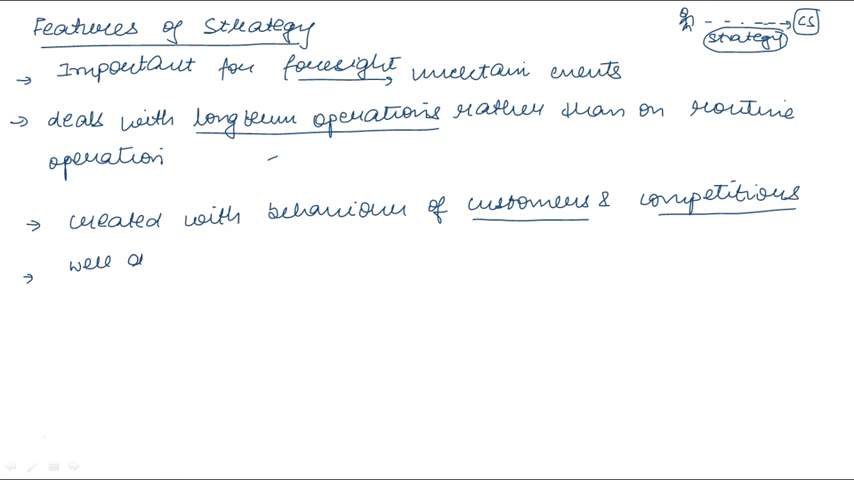 Features of Strategy
CS
strategy
→ Important for foresight, uncertain events
→ deals with longterm operations rather than on routine
operation
→ created with behaviour of customers & competitious
→ well